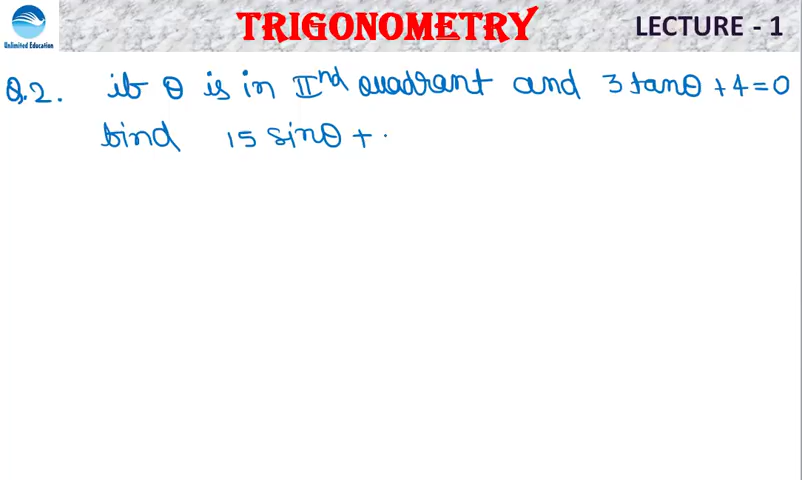 TRIGONOMETRY
LECTURE - 1
Unlimited Education
Q.2. if θ is in IInd quadrant and 3 tanθ + 4 = 0
find 15 sinθ + .